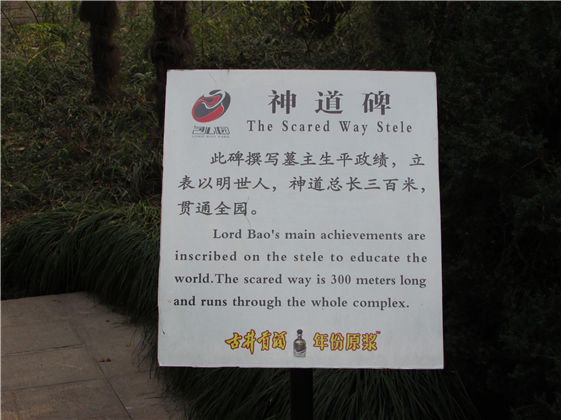 神道碑
The Scared Way Stele
此碑撰写墓主生平政绩，立
表以明世人，神道总长三百米，
贯通全园。
Lord Bao's main achievements are
inscribed on the stele to educate the
world.The scared way is 300 meters long
and runs through the whole complex.
古井贡酒 年份原浆